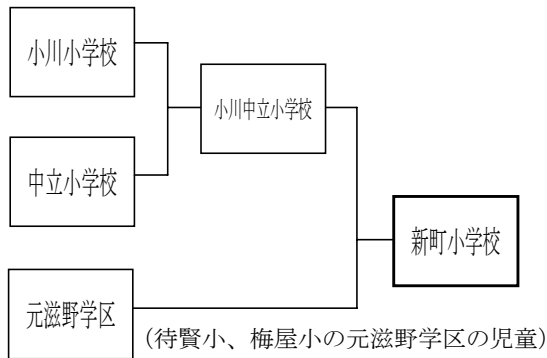 小川小学校
小川中立小学校
中立小学校
新町小学校
元滋野学区
(待賢小、梅屋小の元滋野学区の児童)